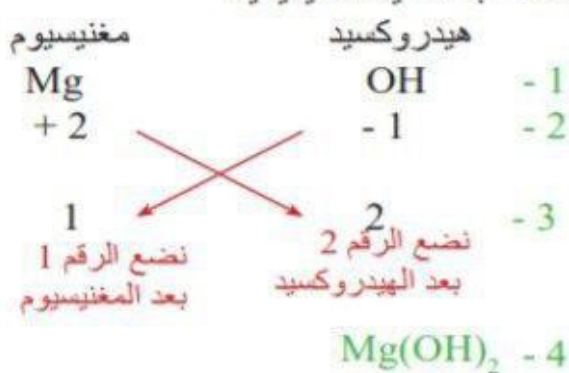 هيدروكسيد مغنيسيوم
Mg OH - 1
+ 2 - 1 - 2
1 2 - 3
نضع الرقم 2 نضع الرقم 1
بعد الهيدروكسيد بعد المغنيسيوم
Mg(OH)₂ - 4